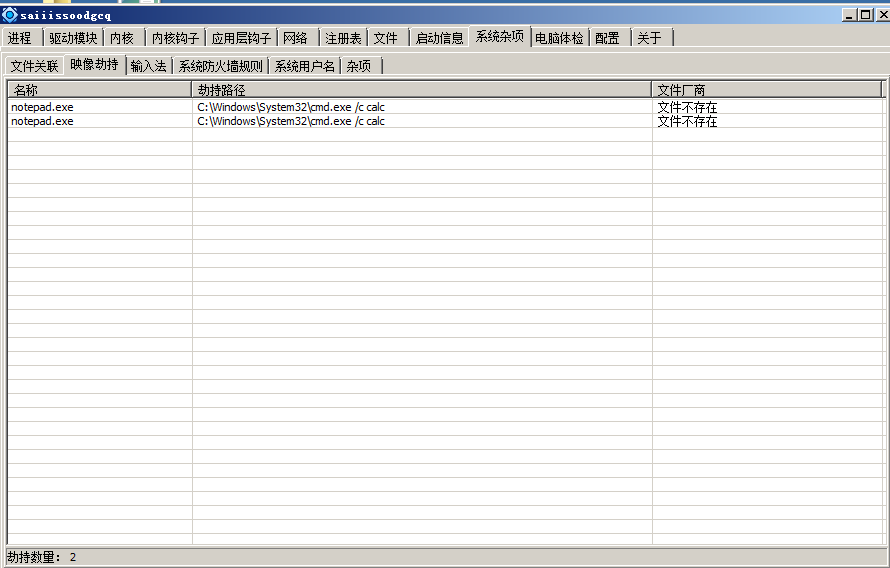 saiiissoodgcq
进程 驱动模块 内核 内核钩子 应用层钩子 网络 注册表 文件 启动信息 系统杂项 电脑体检 配置 关于
文件关联 映像劫持 输入法 系统防火墙规则 系统用户名 杂项
名称 劫持路径 文件厂商
notepad.exe C:\Windows\System32\cmd.exe /c calc 文件不存在
notepad.exe C:\Windows\System32\cmd.exe /c calc 文件不存在
劫持数量： 2